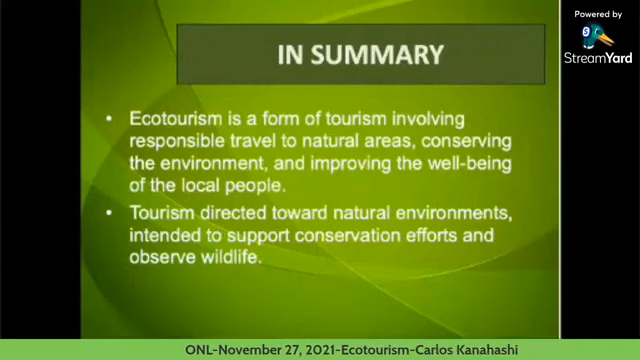 Powered by
StreamYard
IN SUMMARY
• Ecotourism is a form of tourism involving
responsible travel to natural areas, conserving
the environment, and improving the well-being
of the local people.
• Tourism directed toward natural environments,
intended to support conservation efforts and
observe wildlife.
ONL-November 27, 2021-Ecotourism-Carlos Kanahashi